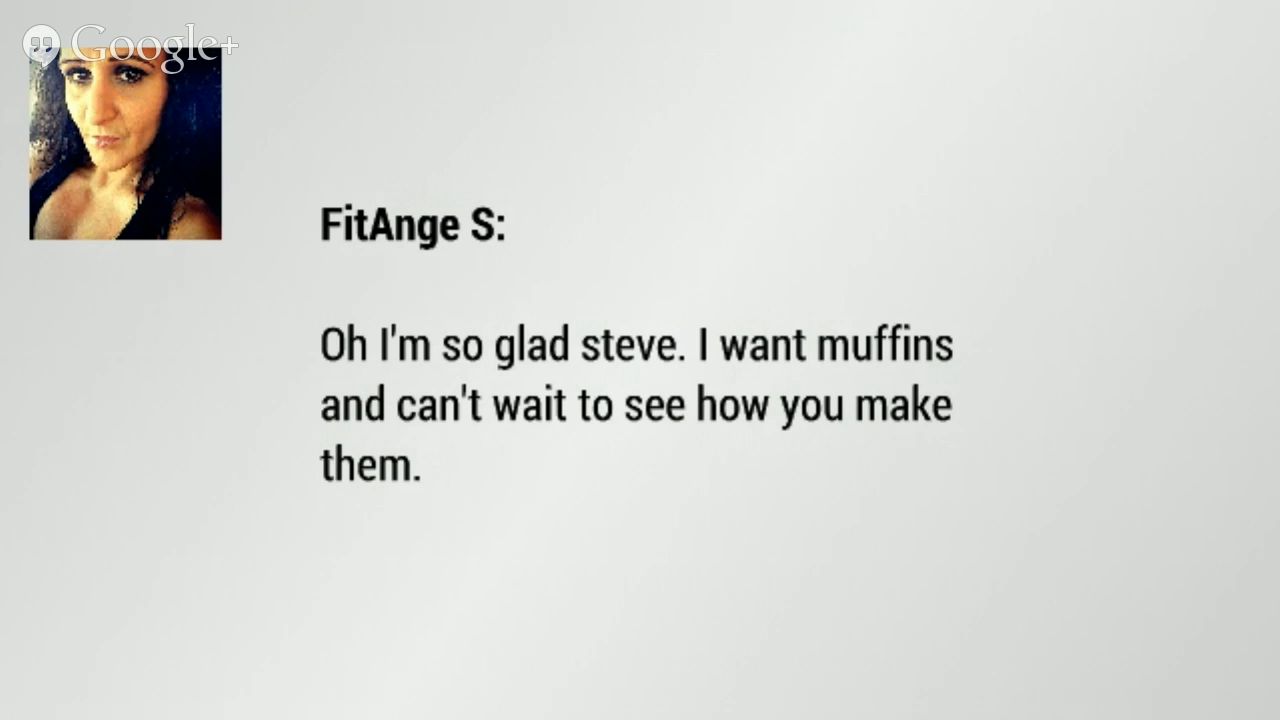 Google+
FitAnge S:
Oh I'm so glad steve. I want muffins
and can't wait to see how you make
them.